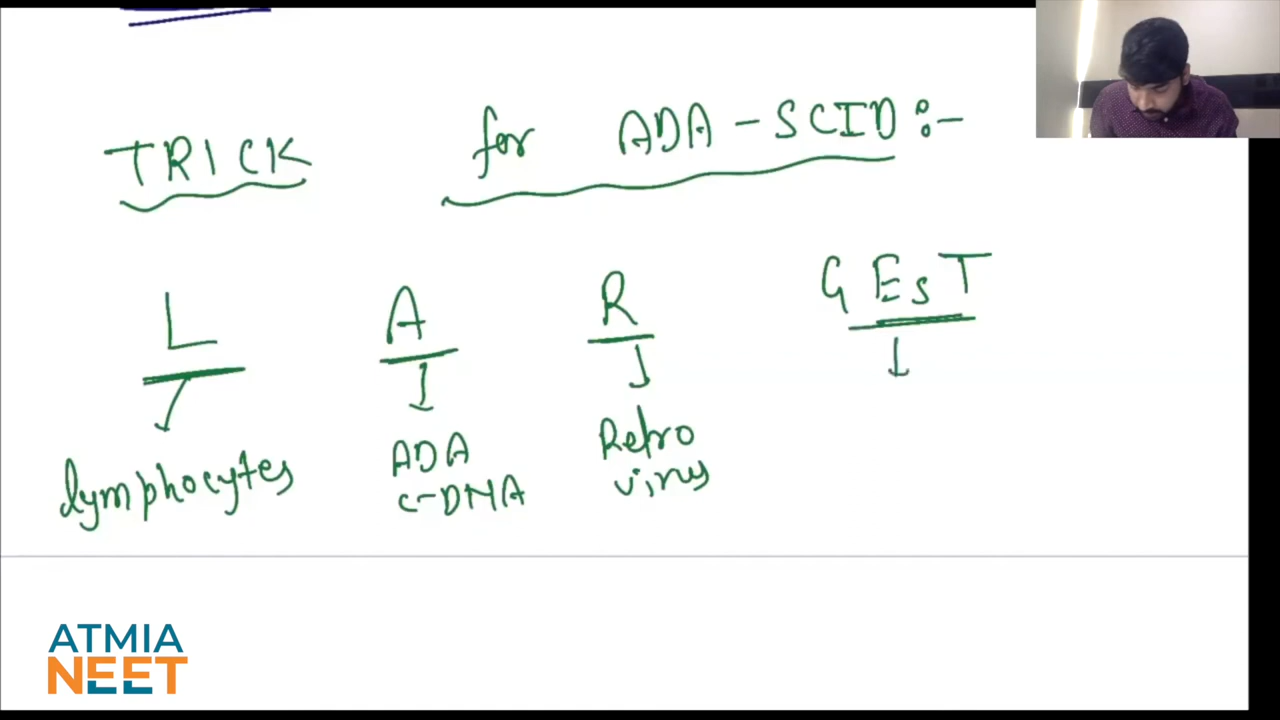 TRICK for ADA - SCID :-
L A R GEsT
lymphocytes ADA c-DNA Retro virus
ATMIA
NEET